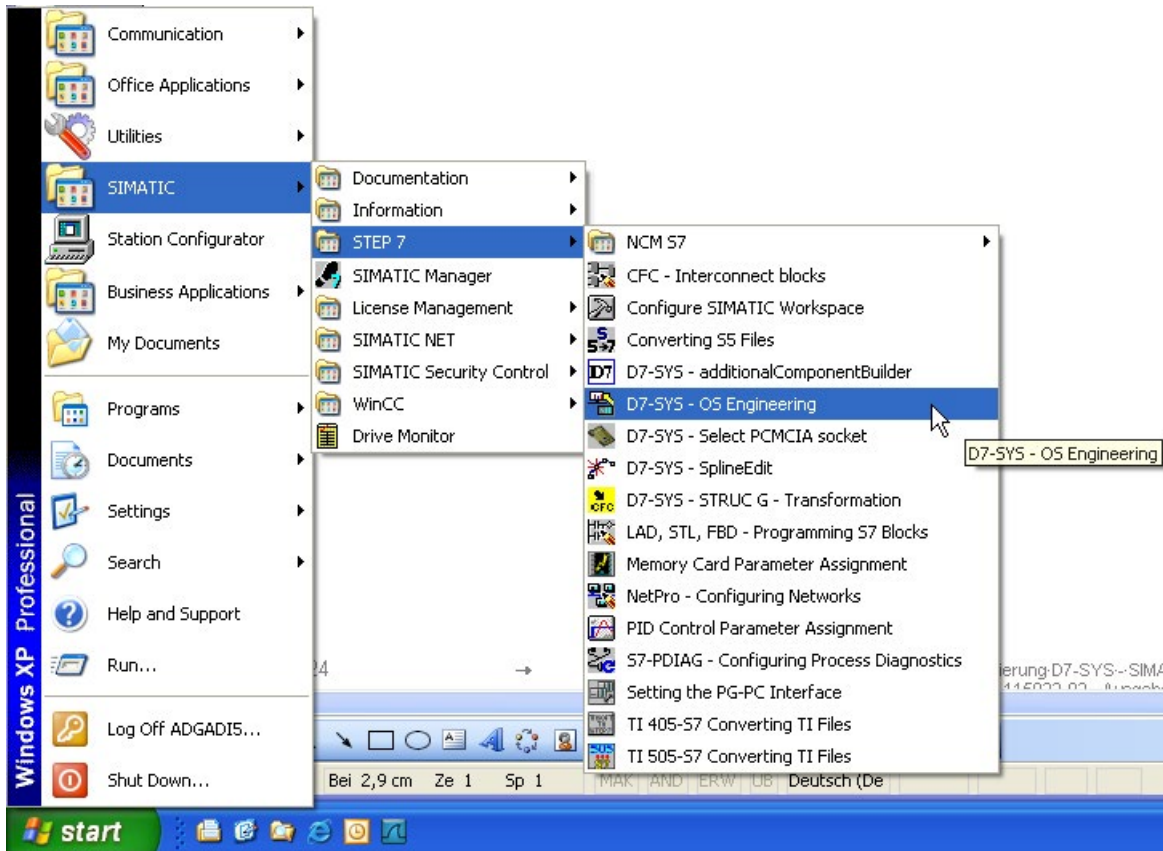 Communication
Office Applications
Utilities
SIMATIC
Station Configurator
Business Applications
My Documents
Programs
Documents
Settings
Search
Help and Support
Run...
Log Off ADGADI5...
Shut Down...
Windows XP Professional
Documentation
Information
STEP 7
SIMATIC Manager
License Management
SIMATIC NET
SIMATIC Security Control
WinCC
Drive Monitor
NCM S7
CFC - Interconnect blocks
Configure SIMATIC Workspace
Converting S5 Files
D7-SYS - additionalComponentBuilder
D7-SYS - OS Engineering
D7-SYS - Select PCMCIA socket
D7-SYS - SplineEdit
D7-SYS - STRUC G - Transformation
LAD, STL, FBD - Programming S7 Blocks
Memory Card Parameter Assignment
NetPro - Configuring Networks
PID Control Parameter Assignment
S7-PDIAG - Configuring Process Diagnostics
Setting the PG-PC Interface
TI 405-S7 Converting TI Files
TI 505-S7 Converting TI Files
D7-SYS - OS Engineering
24
ierung·D7-SYS·-·SIMA
Bei 2,9 cm Ze 1 Sp 1 MAK ÄND ERW ÜB Deutsch (De
start